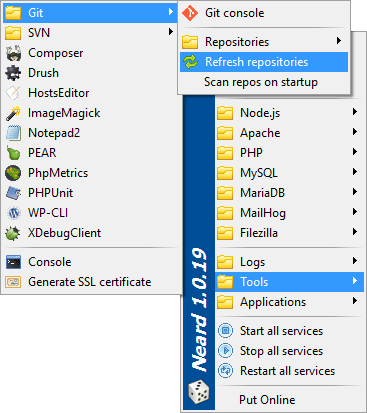 Git
SVN
Composer
Drush
HostsEditor
ImageMagick
Notepad2
PEAR
PhpMetrics
PHPUnit
WP-CLI
XDebugClient
Console
Generate SSL certificate
Git console
Repositories
Refresh repositories
Scan repos on startup
Node.js
Apache
PHP
MySQL
MariaDB
MailHog
Filezilla
Logs
Tools
Applications
Start all services
Stop all services
Restart all services
Put Online
Neard 1.0.19